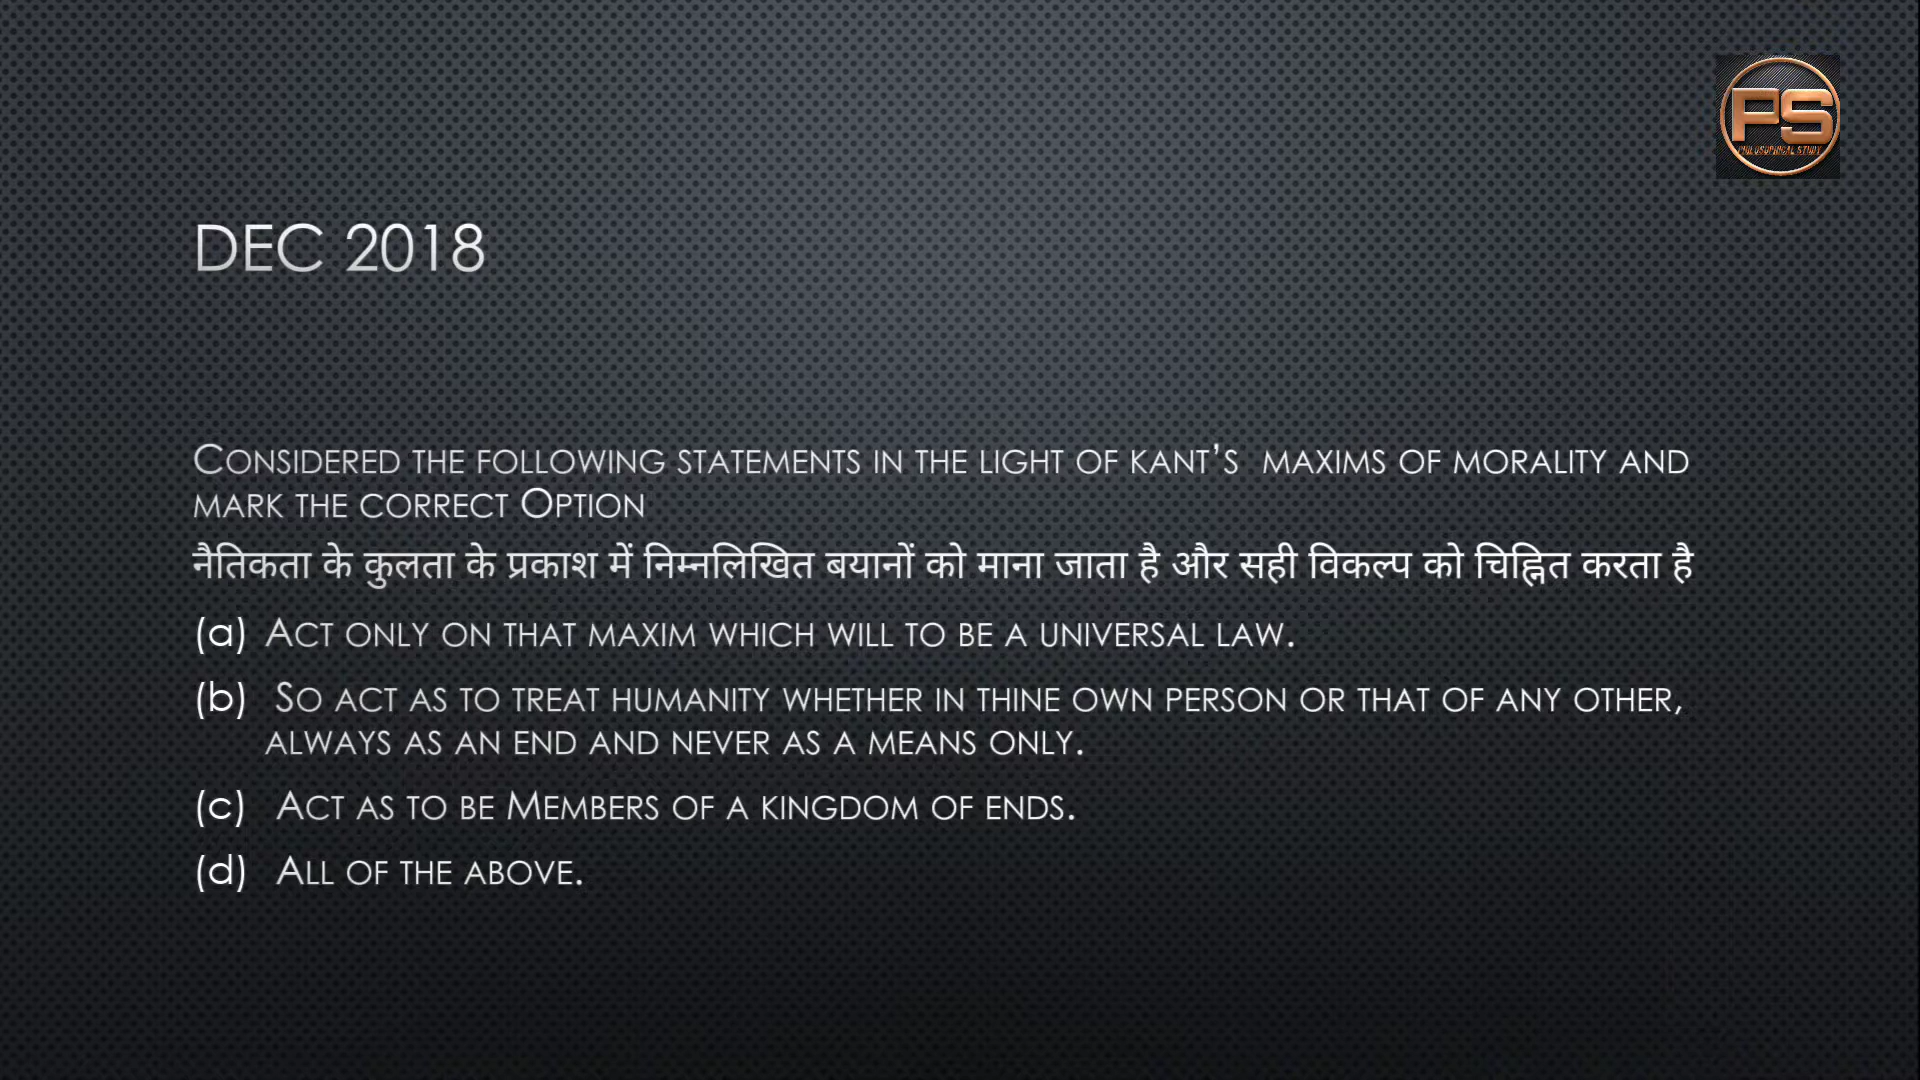 PS
PHILOSOPHICAL STUDY
DEC 2018
CONSIDERED THE FOLLOWING STATEMENTS IN THE LIGHT OF KANT’S MAXIMS OF MORALITY AND
MARK THE CORRECT OPTION
नैतिकता के कुलता के प्रकाश में निम्नलिखित बयानों को माना जाता है और सही विकल्प को चिह्नित करता है
(a) ACT ONLY ON THAT MAXIM WHICH WILL TO BE A UNIVERSAL LAW.
(b) SO ACT AS TO TREAT HUMANITY WHETHER IN THINE OWN PERSON OR THAT OF ANY OTHER,
ALWAYS AS AN END AND NEVER AS A MEANS ONLY.
(c) ACT AS TO BE MEMBERS OF A KINGDOM OF ENDS.
(d) ALL OF THE ABOVE.